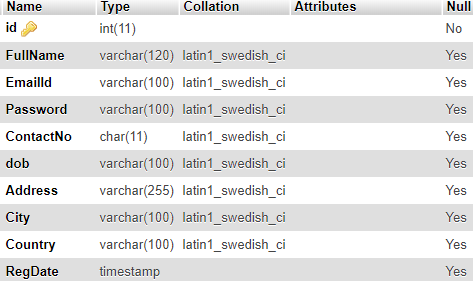 Name Type Collation Attributes Null
id int(11) No
FullName varchar(120) latin1_swedish_ci Yes
EmailId varchar(100) latin1_swedish_ci Yes
Password varchar(100) latin1_swedish_ci Yes
ContactNo char(11) latin1_swedish_ci Yes
dob varchar(100) latin1_swedish_ci Yes
Address varchar(255) latin1_swedish_ci Yes
City varchar(100) latin1_swedish_ci Yes
Country varchar(100) latin1_swedish_ci Yes
RegDate timestamp Yes